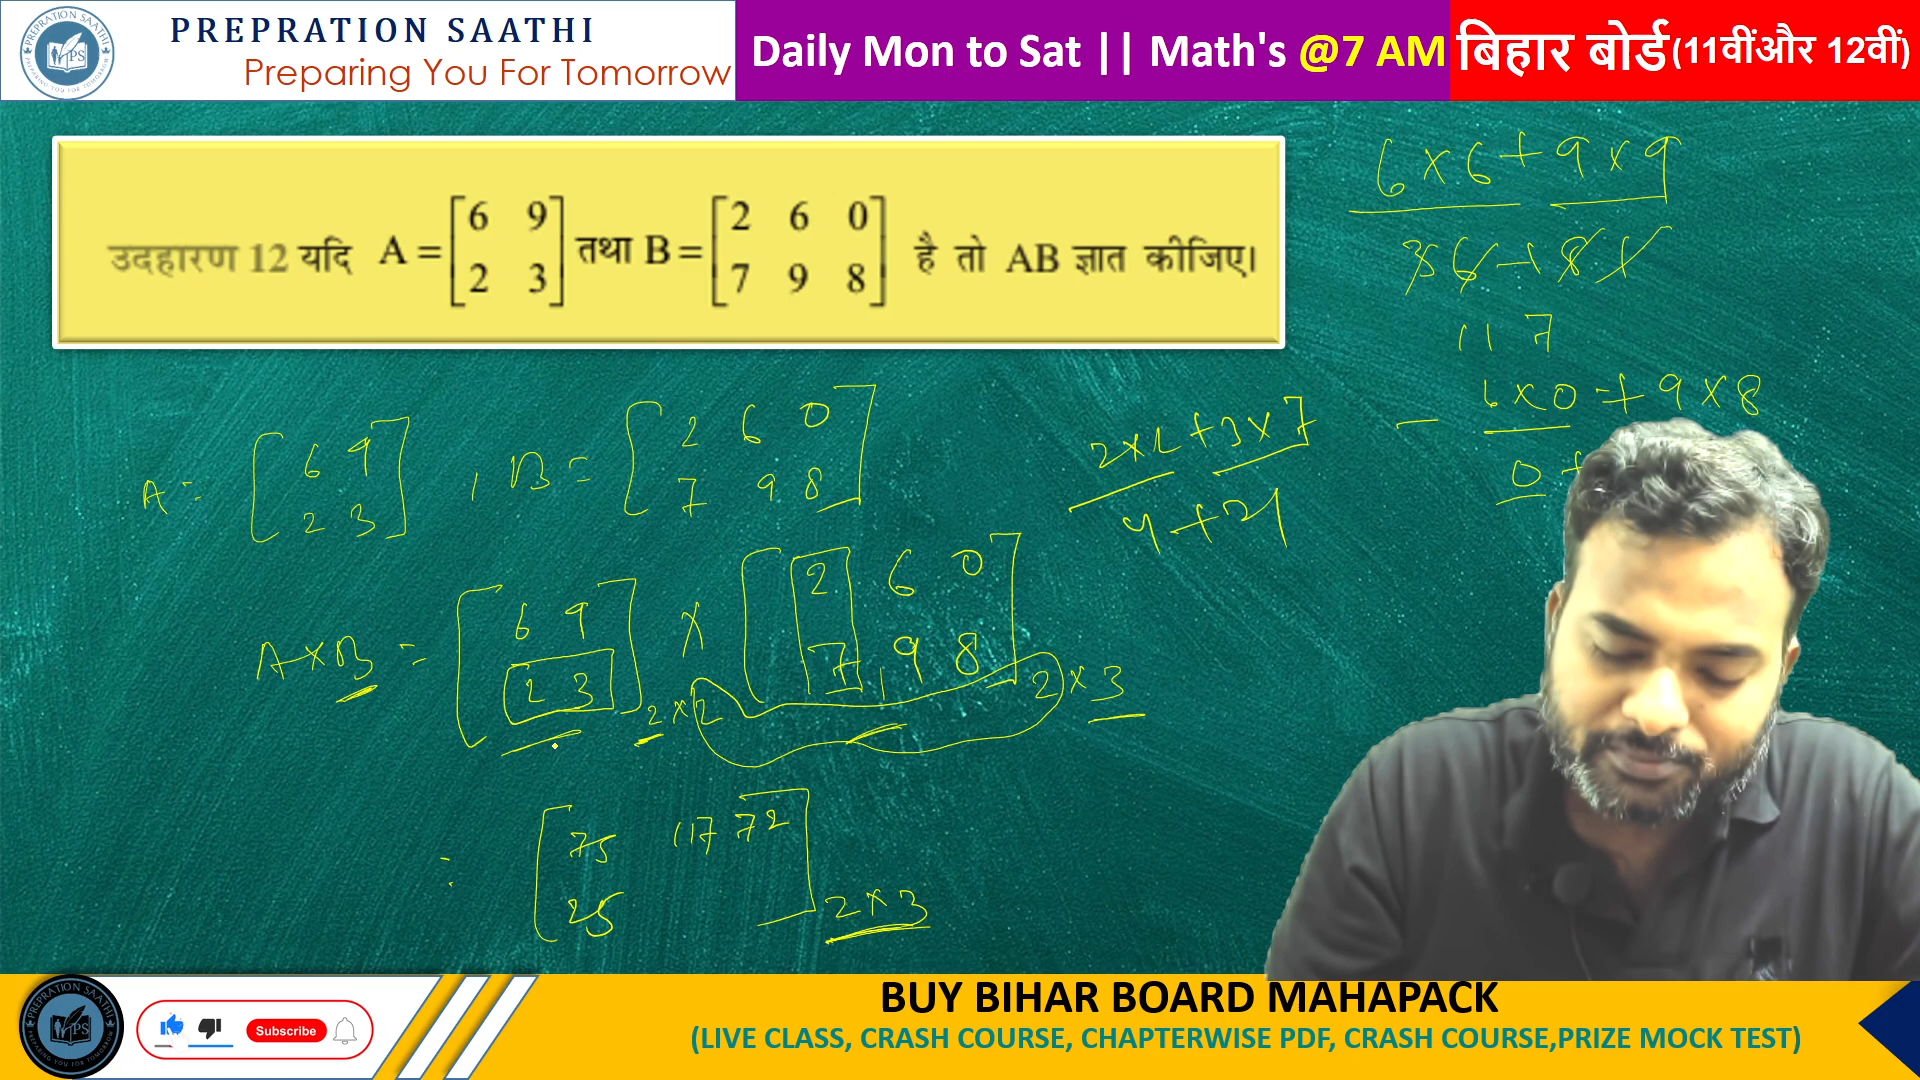 PREPRATION SAATHI
Preparing You For Tomorrow
Daily Mon to Sat || Math's @7 AM
बिहार बोर्ड (11वींऔर 12वीं)
उदहारण 12 यदि A = [6 9 2 3] तथा B = [2 6 0 7 9 8] है तो AB ज्ञात कीजिए।
6×6+9×9
36+81
117
6×0+9×8
0+
A = [6 9
2 3]
, B = [2 6 0
7 9 8]
2×2+3×7
4+21
A×B = [6 9
2 3] 2×2 × [2 6 0
7 9 8] 2×3
= [75 117 72
25 ] 2×3
PREPRATION SAATHI
PS
Subscribe
BUY BIHAR BOARD MAHAPACK
(LIVE CLASS, CRASH COURSE, CHAPTERWISE PDF, CRASH COURSE,PRIZE MOCK TEST)